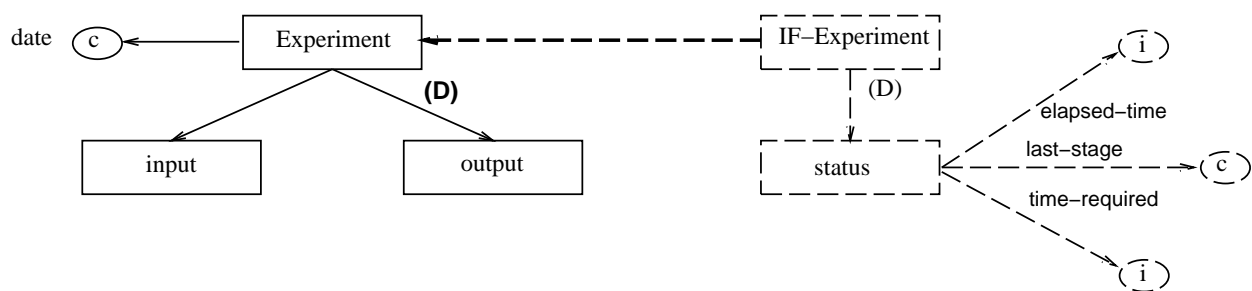 date
c
Experiment
IF–Experiment
i
(D)
(D)
elapsed–time
input
output
status
last–stage
c
time–required
i